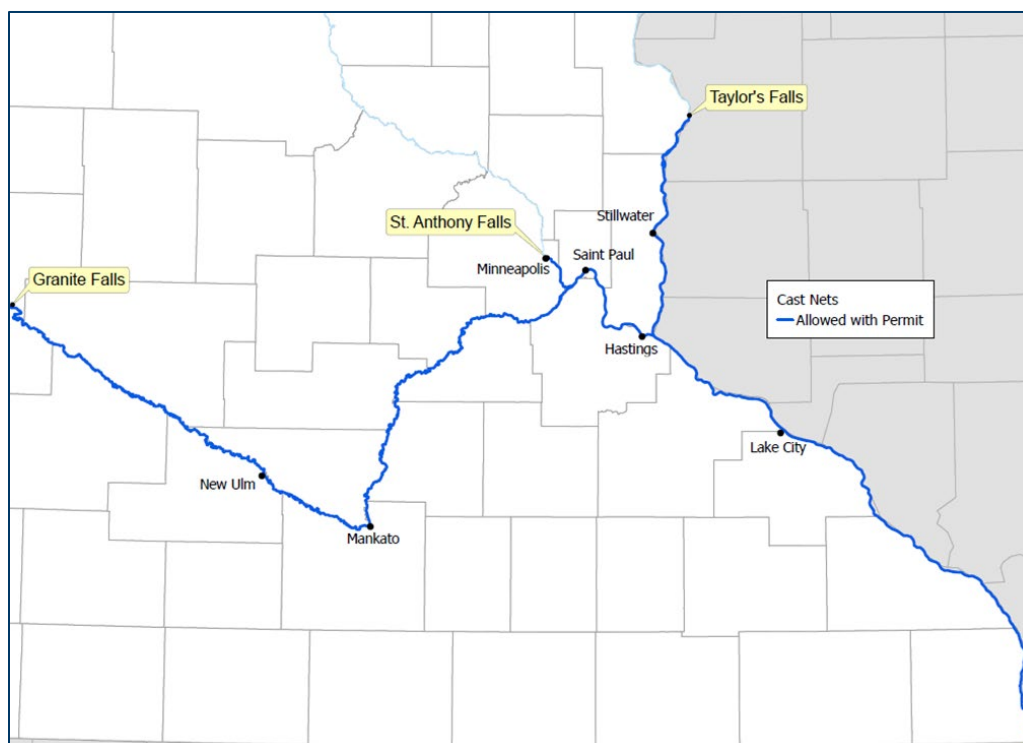 Taylor's Falls
St. Anthony Falls
Stillwater
Minneapolis
Saint Paul
Granite Falls
Cast Nets
Allowed with Permit
Hastings
Lake City
New Ulm
Mankato